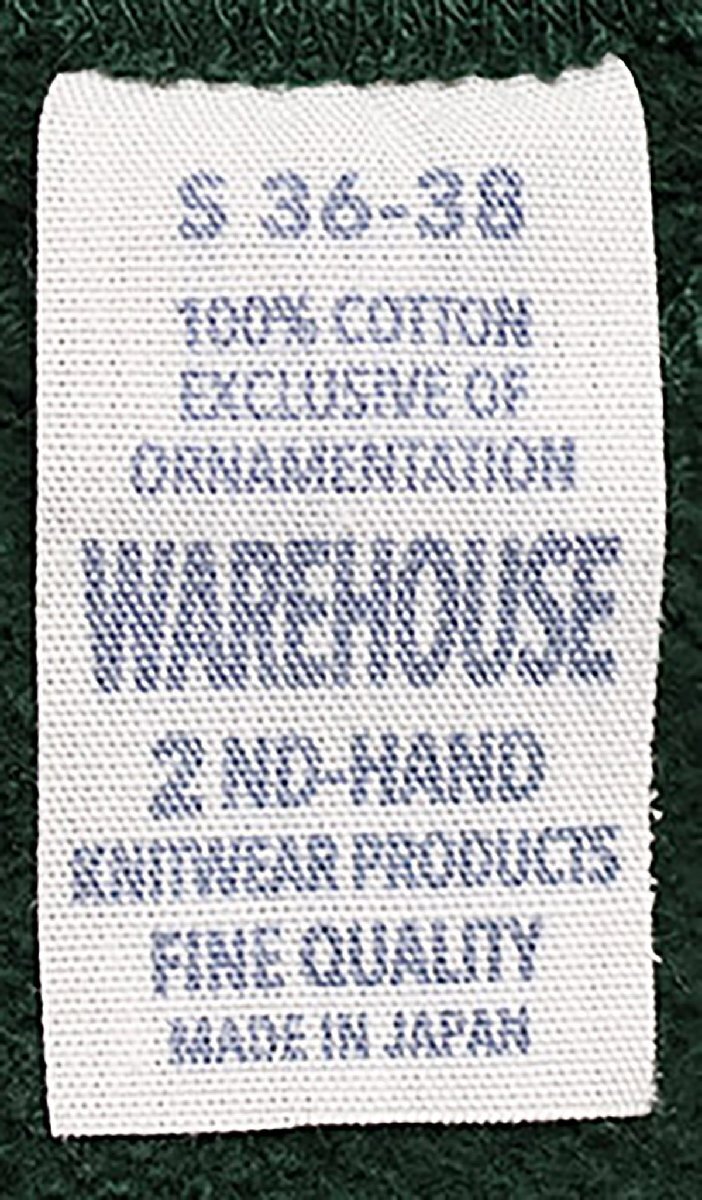 S 36-38
100% COTTON
EXCLUSIVE OF
ORNAMENTATION
WAREHOUSE
2 ND-HAND
KNITWEAR PRODUCTS
FINE QUALITY
MADE IN JAPAN